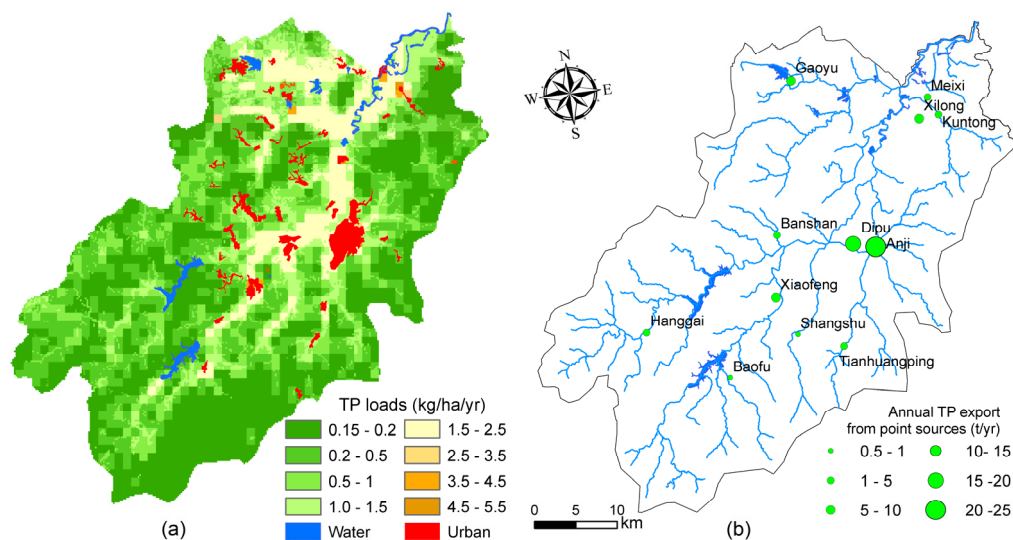 N
W
E
S
Gaoyu
Meixi
Xilong
Kuntong
Banshan
Dipu
Anji
Xiaofeng
Hanggai
Shangshu
Tianhuangping
Baofu
TP loads (kg/ha/yr)
0.15 - 0.2
1.5 - 2.5
0.2 - 0.5
2.5 - 3.5
0.5 - 1
3.5 - 4.5
1.0 - 1.5
4.5 - 5.5
Water
Urban
(a)
Annual TP export
from point sources (t/yr)
0.5 - 1
10- 15
1 - 5
15 -20
5 - 10
20 -25
0 5 10
km
(b)